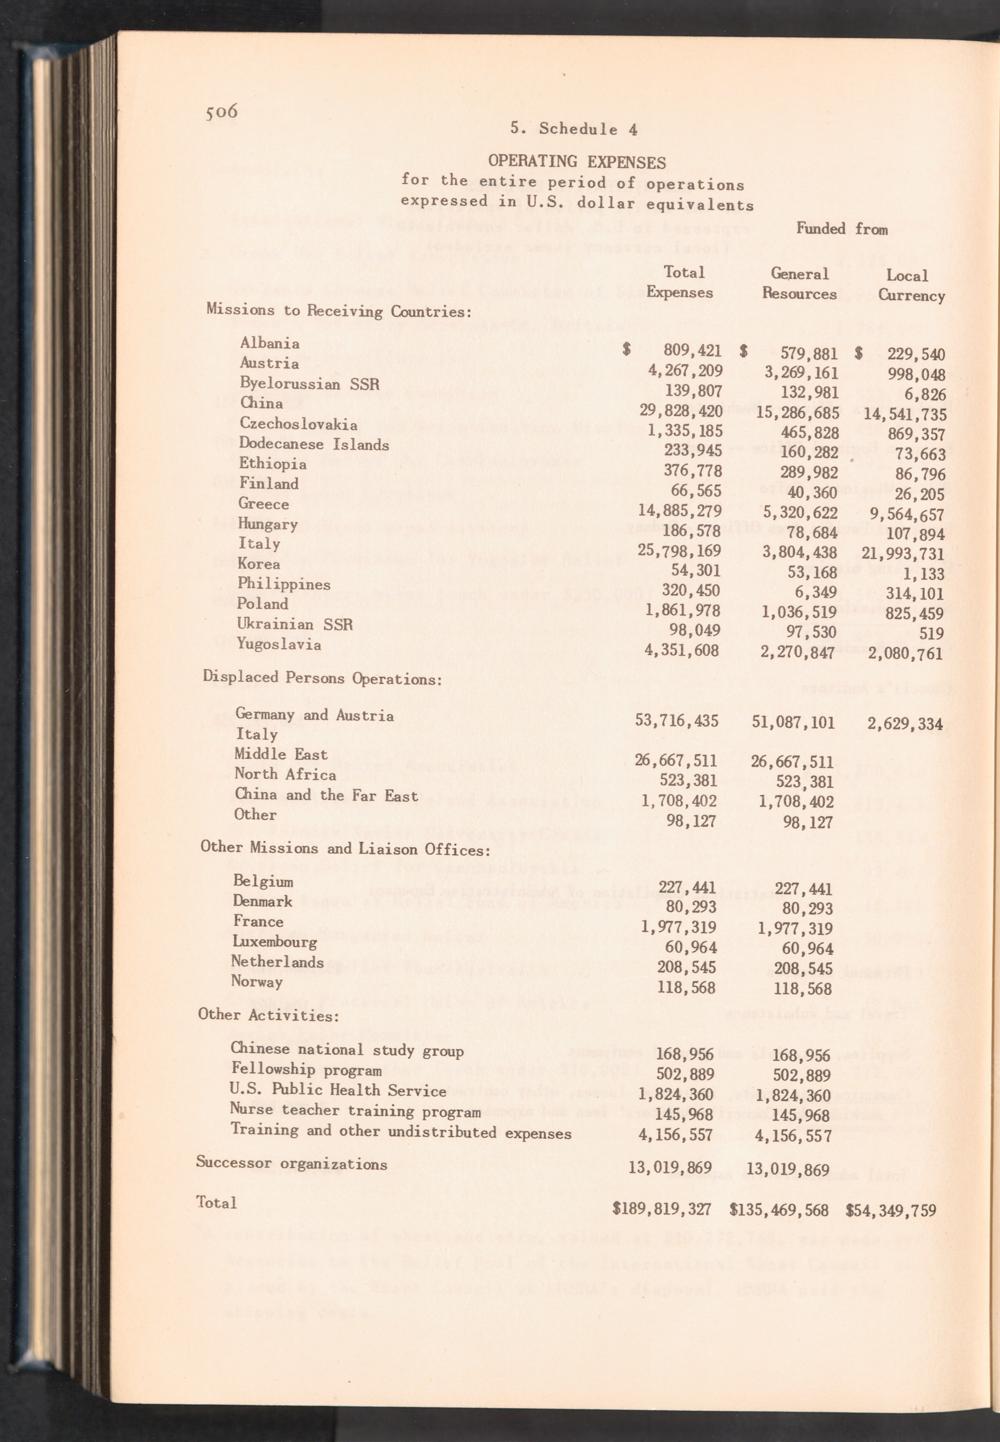 506
5. Schedule 4
OPERATING EXPENSES
for the entire period of operations
expressed in U.S. dollar equivalents
Funded from
Total General Local
Expenses Resources Currency
Missions to Receiving Countries:
Albania $ 809,421 $ 579,881 $ 229,540
Austria 4,267,209 3,269,161 998,048
Byelorussian SSR 139,807 132,981 6,826
China 29,828,420 15,286,685 14,541,735
Czechoslovakia 1,335,185 465,828 869,357
Dodecanese Islands 233,945 160,282 73,663
Ethiopia 376,778 289,982 86,796
Finland 66,565 40,360 26,205
Greece 14,885,279 5,320,622 9,564,657
Hungary 186,578 78,684 107,894
Italy 25,798,169 3,804,438 21,993,731
Korea 54,301 53,168 1,133
Philippines 320,450 6,349 314,101
Poland 1,861,978 1,036,519 825,459
Ukrainian SSR 98,049 97,530 519
Yugoslavia 4,351,608 2,270,847 2,080,761
Displaced Persons Operations:
Germany and Austria 53,716,435 51,087,101 2,629,334
Italy
Middle East 26,667,511 26,667,511
North Africa 523,381 523,381
China and the Far East 1,708,402 1,708,402
Other 98,127 98,127
Other Missions and Liaison Offices:
Belgium 227,441 227,441
Denmark 80,293 80,293
France 1,977,319 1,977,319
Luxembourg 60,964 60,964
Netherlands 208,545 208,545
Norway 118,568 118,568
Other Activities:
Chinese national study group 168,956 168,956
Fellowship program 502,889 502,889
U.S. Public Health Service 1,824,360 1,824,360
Nurse teacher training program 145,968 145,968
Training and other undistributed expenses 4,156,557 4,156,557
Successor organizations 13,019,869 13,019,869
Total $189,819,327 $135,469,568 $54,349,759